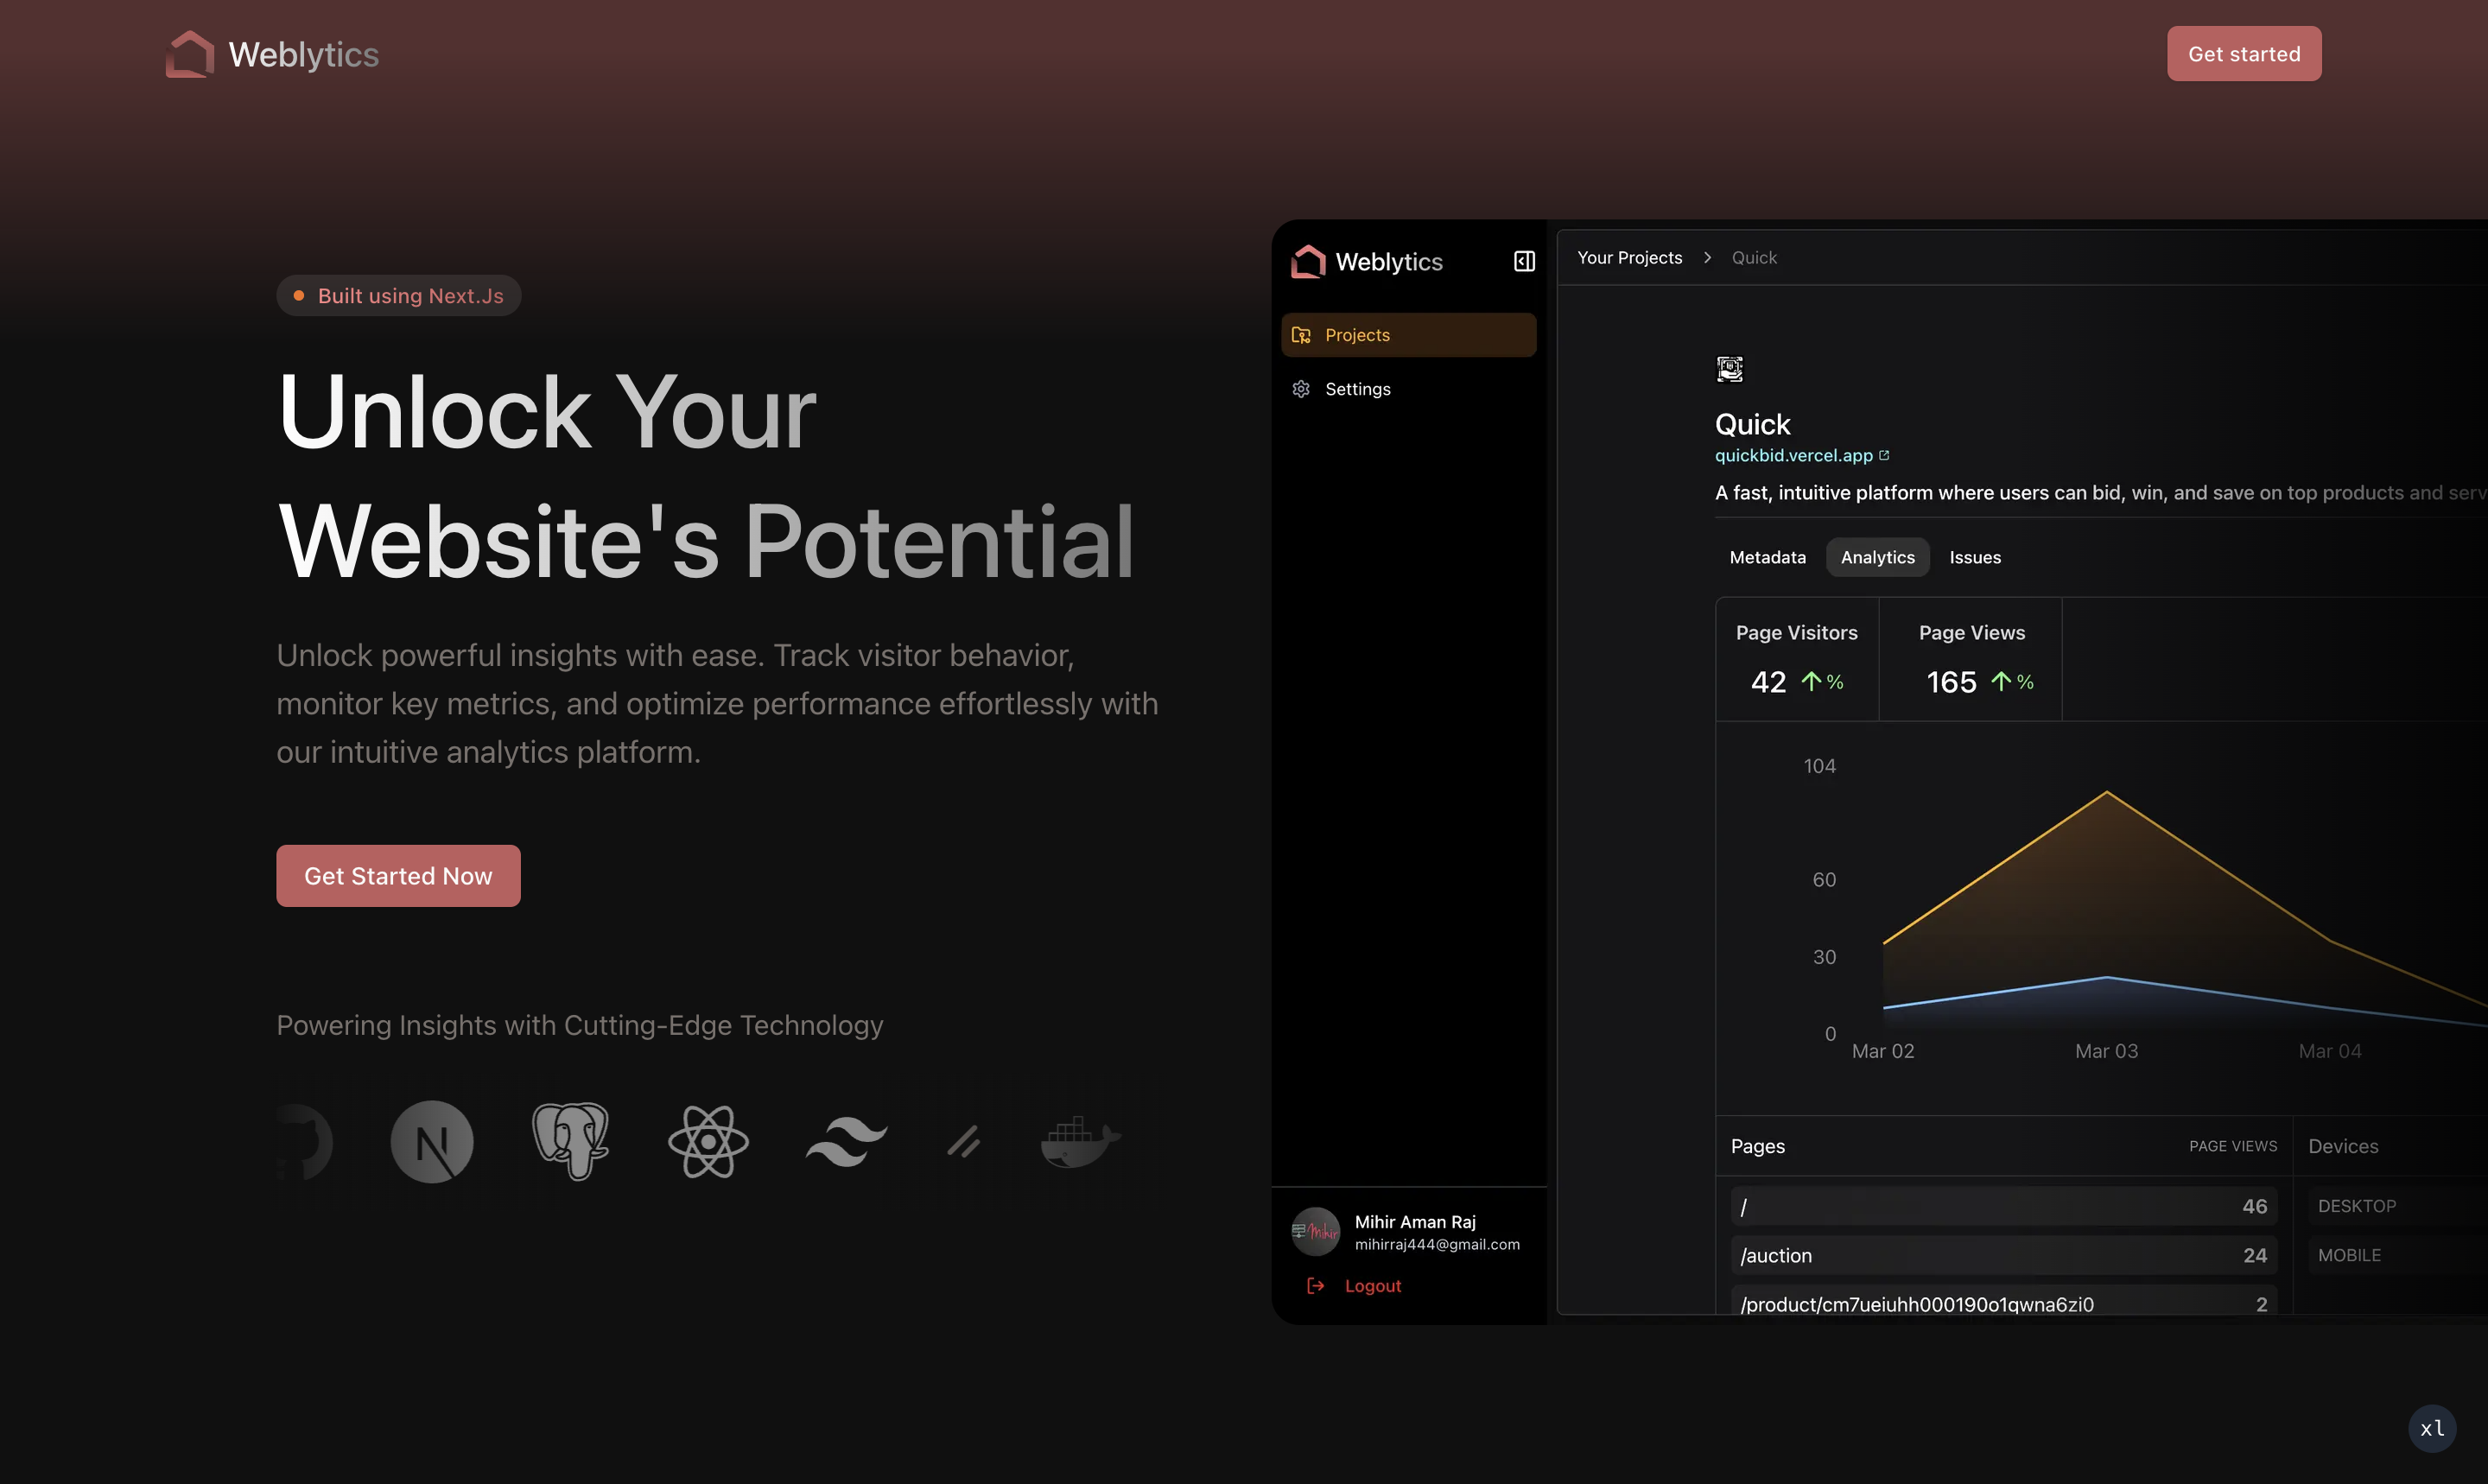 Weblytics
Get started
Built using Next.Js
Unlock Your
Website's Potential
Unlock powerful insights with ease. Track visitor behavior,
monitor key metrics, and optimize performance effortlessly with
our intuitive analytics platform.
Get Started Now
Powering Insights with Cutting-Edge Technology
N
Weblytics
Projects
Settings
Mihir
Mihir Aman Raj
mihirraj444@gmail.com
Logout
Your Projects > Quick
Quick
quickbid.vercel.app
A fast, intuitive platform where users can bid, win, and save on top products and serv
Metadata Analytics Issues
Page Visitors Page Views
42 ↑% 165 ↑%
104
60
30
0
Mar 02 Mar 03 Mar 04
Pages PAGE VIEWS Devices
/ 46 DESKTOP
/auction 24 MOBILE
/product/cm7ueiuhh000190o1qwna6zi0 2
xl